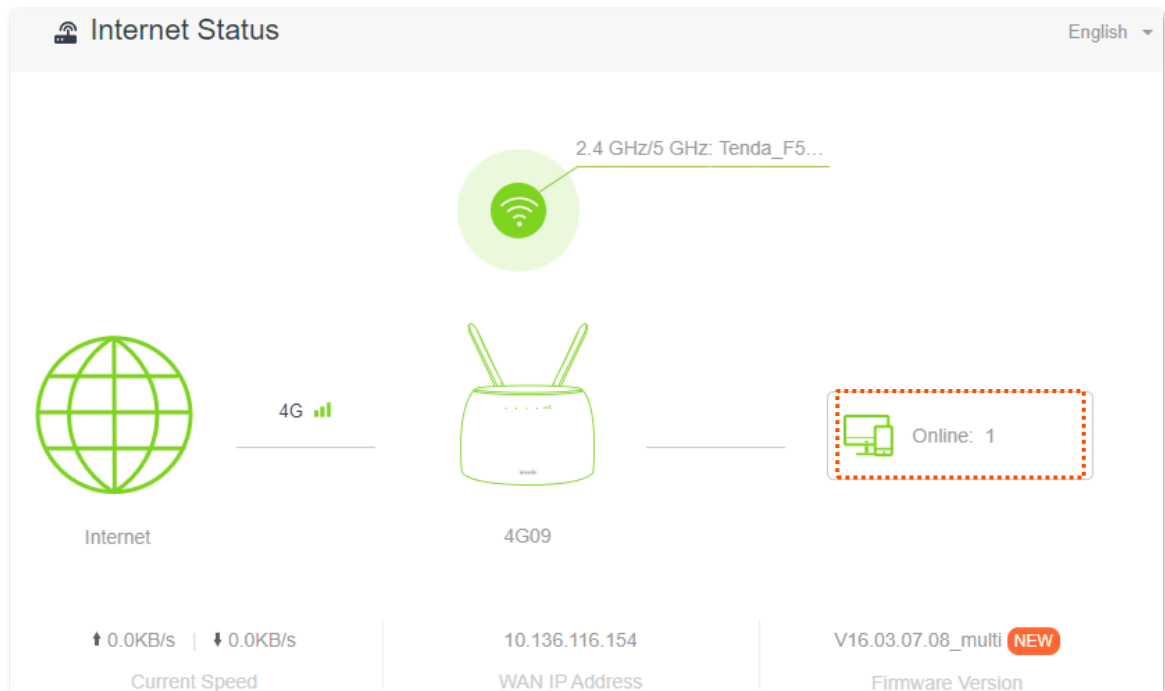 Internet Status
English
2.4 GHz/5 GHz: Tenda_F5...
4G
Online: 1
Internet
4G09
0.0KB/s | 0.0KB/s
10.136.116.154
V16.03.07.08_multi NEW
Current Speed
WAN IP Address
Firmware Version